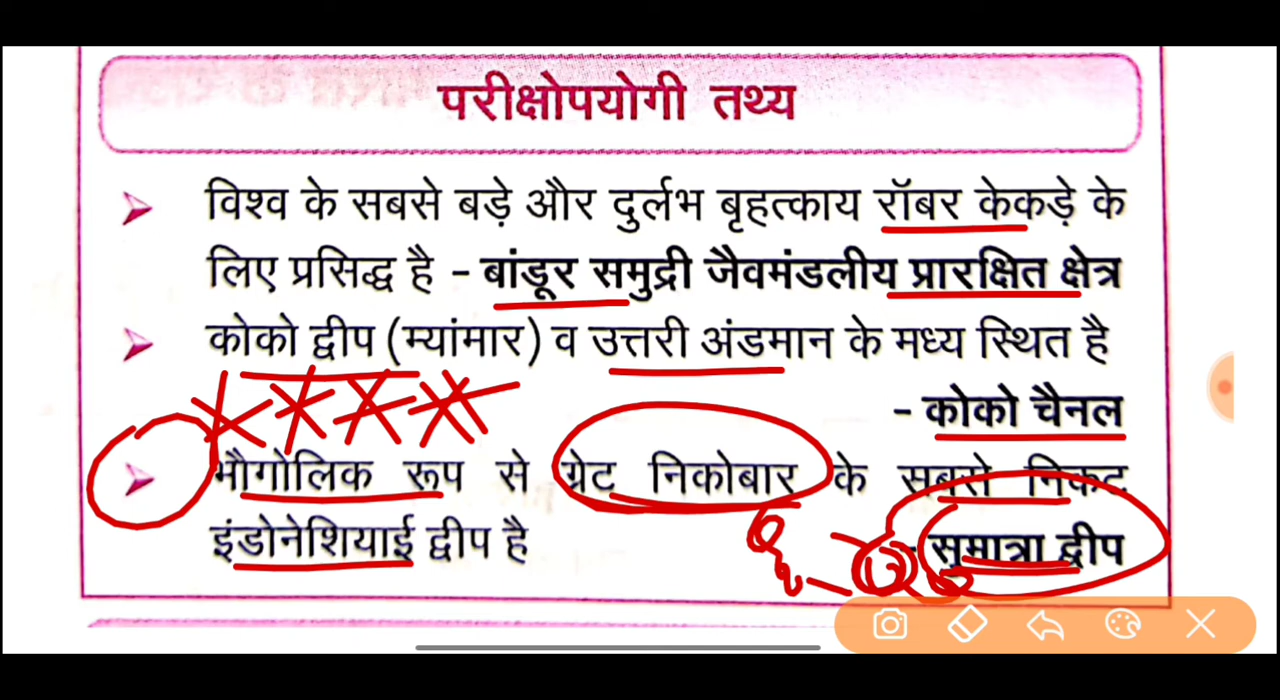 परीक्षोपयोगी तथ्य
विश्व के सबसे बड़े और दुर्लभ बृहत्काय रॉबर केकड़े के
लिए प्रसिद्ध है – बांडूर समुद्री जैवमंडलीय प्रारक्षित क्षेत्र
कोको द्वीप (म्यांमार) व उत्तरी अंडमान के मध्य स्थित है
– कोको चैनल
भौगोलिक रूप से ग्रेट निकोबार के सबसे निकट
इंडोनेशियाई द्वीप है – सुमात्रा द्वीप